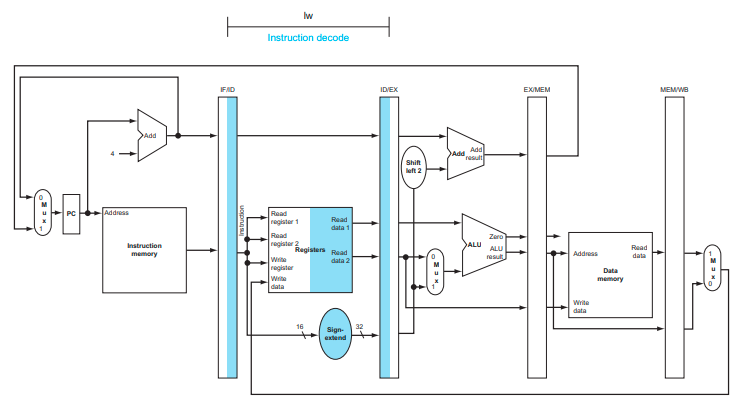 lw
Instruction decode
IF/ID
ID/EX
EX/MEM
MEM/WB
Add
4
0
M
u
x
1
PC
Address
Instruction
memory
Instruction
Read
register 1
Read
register 2
Registers
Write
register
Write
data
Read
data 1
Read
data 2
16
Sign-
extend
32
Shift
left 2
Add
Add
result
0
M
u
x
1
ALU
Zero
ALU
result
Address
Write
data
Data
memory
Read
data
1
M
u
x
0